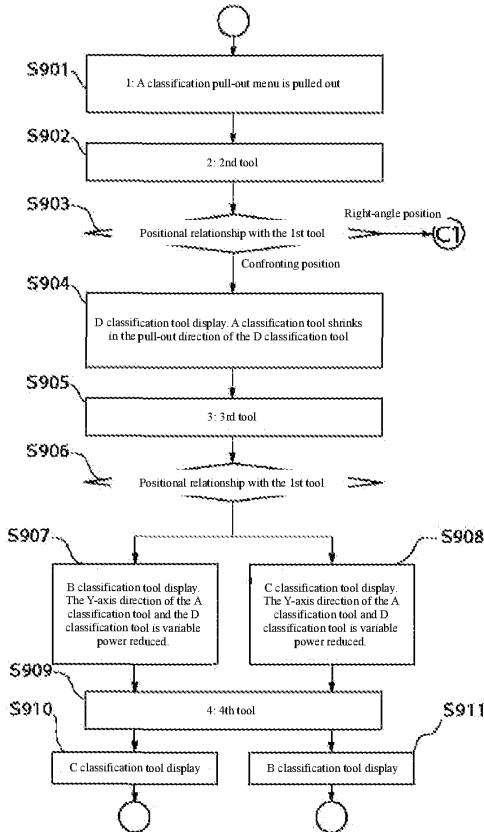 S901
1: A classification pull-out menu is pulled out
S902
2: 2nd tool
S903
Positional relationship with the 1st tool
Right-angle position
C1
Confronting position
S904
D classification tool display. A classification tool shrinks
in the pull-out direction of the D classification tool
S905
3: 3rd tool
S906
Positional relationship with the 1st tool
S907
B classification tool display.
The Y-axis direction of the A
classification tool and the D
classification tool is variable
power reduced.
S908
C classification tool display.
The Y-axis direction of the A
classification tool and D
classification tool is variable
power reduced.
S909
4: 4th tool
S910
C classification tool display
S911
B classification tool display